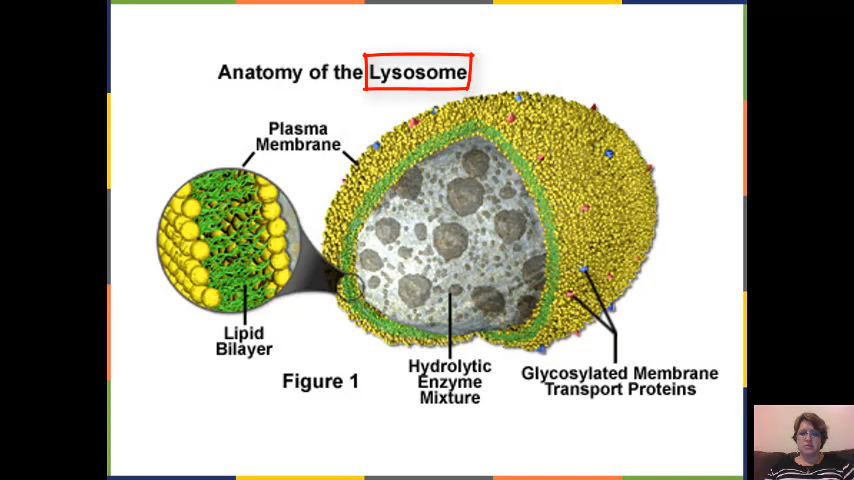 Anatomy of the Lysosome
Plasma
Membrane
Lipid
Bilayer
Figure 1
Hydrolytic
Enzyme
Mixture
Glycosylated Membrane
Transport Proteins